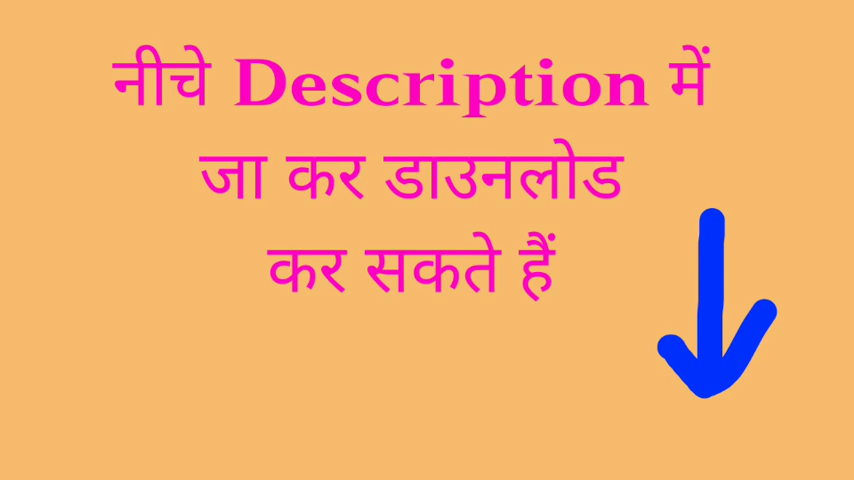 नीचे Description में
जा कर डाउनलोड
कर सकते हैं